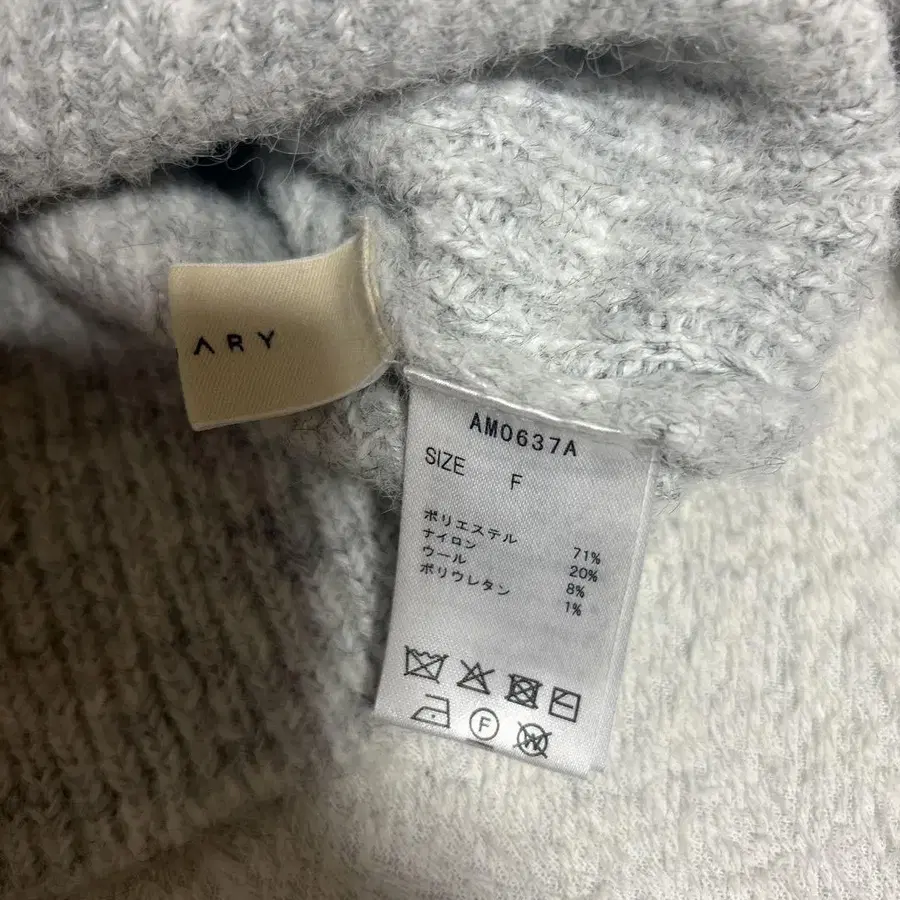 ARY
AM0637A
SIZE F
ポリエステル 71%
ナイロン 20%
ウール 8%
ポリウレタン 1%
F
W